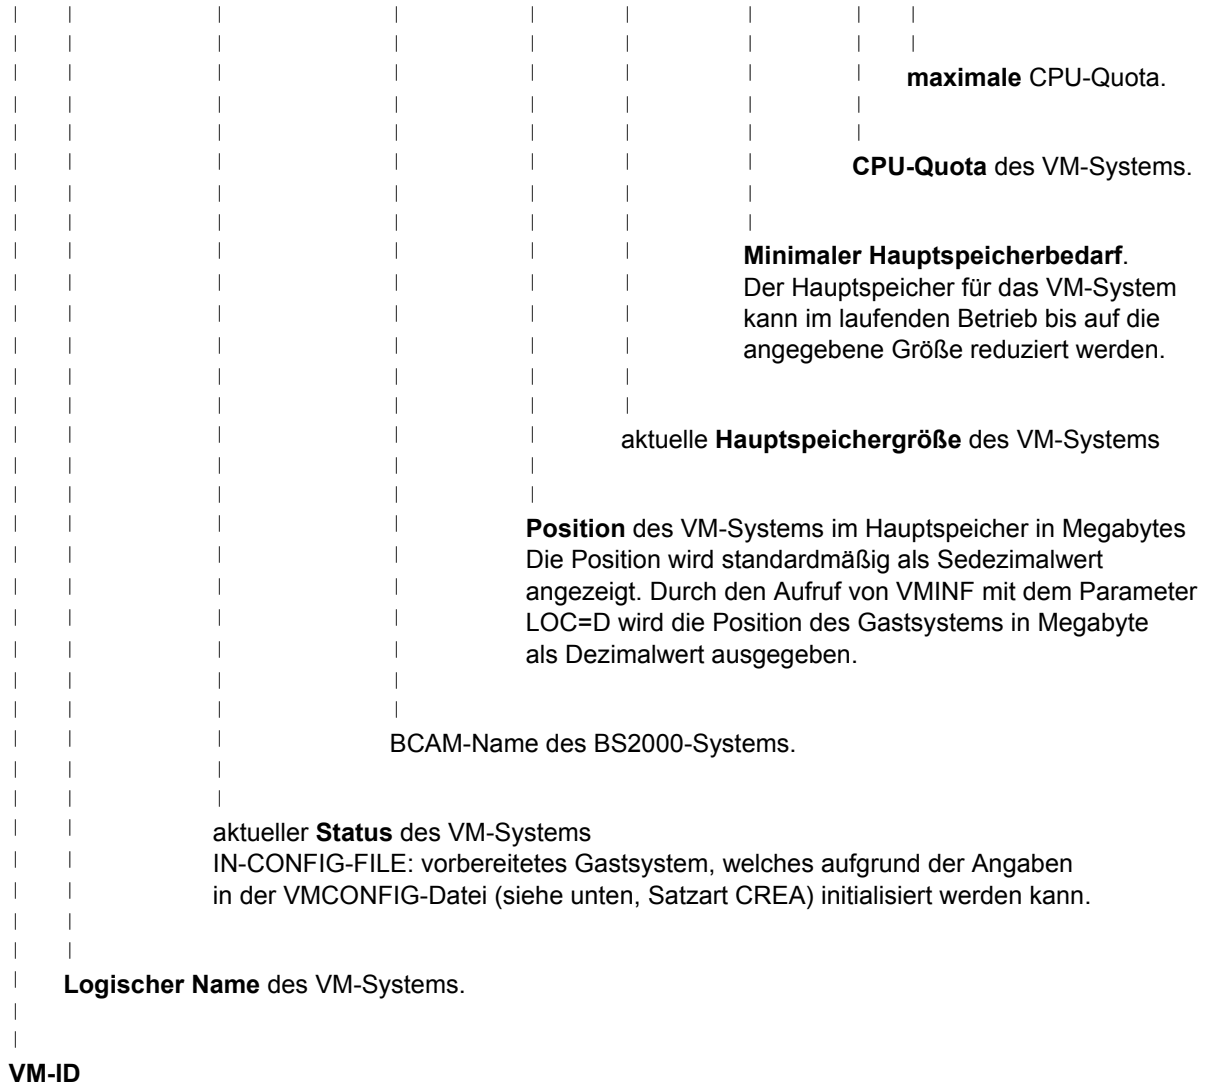 maximale CPU-Quota.
CPU-Quota des VM-Systems.
Minimaler Hauptspeicherbedarf.
Der Hauptspeicher für das VM-System
kann im laufenden Betrieb bis auf die
angegebene Größe reduziert werden.
aktuelle Hauptspeichergröße des VM-Systems
Position des VM-Systems im Hauptspeicher in Megabytes
Die Position wird standardmäßig als Sedezimalwert
angezeigt. Durch den Aufruf von VMINF mit dem Parameter
LOC=D wird die Position des Gastsystems in Megabyte
als Dezimalwert ausgegeben.
BCAM-Name des BS2000-Systems.
aktueller Status des VM-Systems
IN-CONFIG-FILE: vorbereitetes Gastsystem, welches aufgrund der Angaben
in der VMCONFIG-Datei (siehe unten, Satzart CREA) initialisiert werden kann.
Logischer Name des VM-Systems.
VM-ID